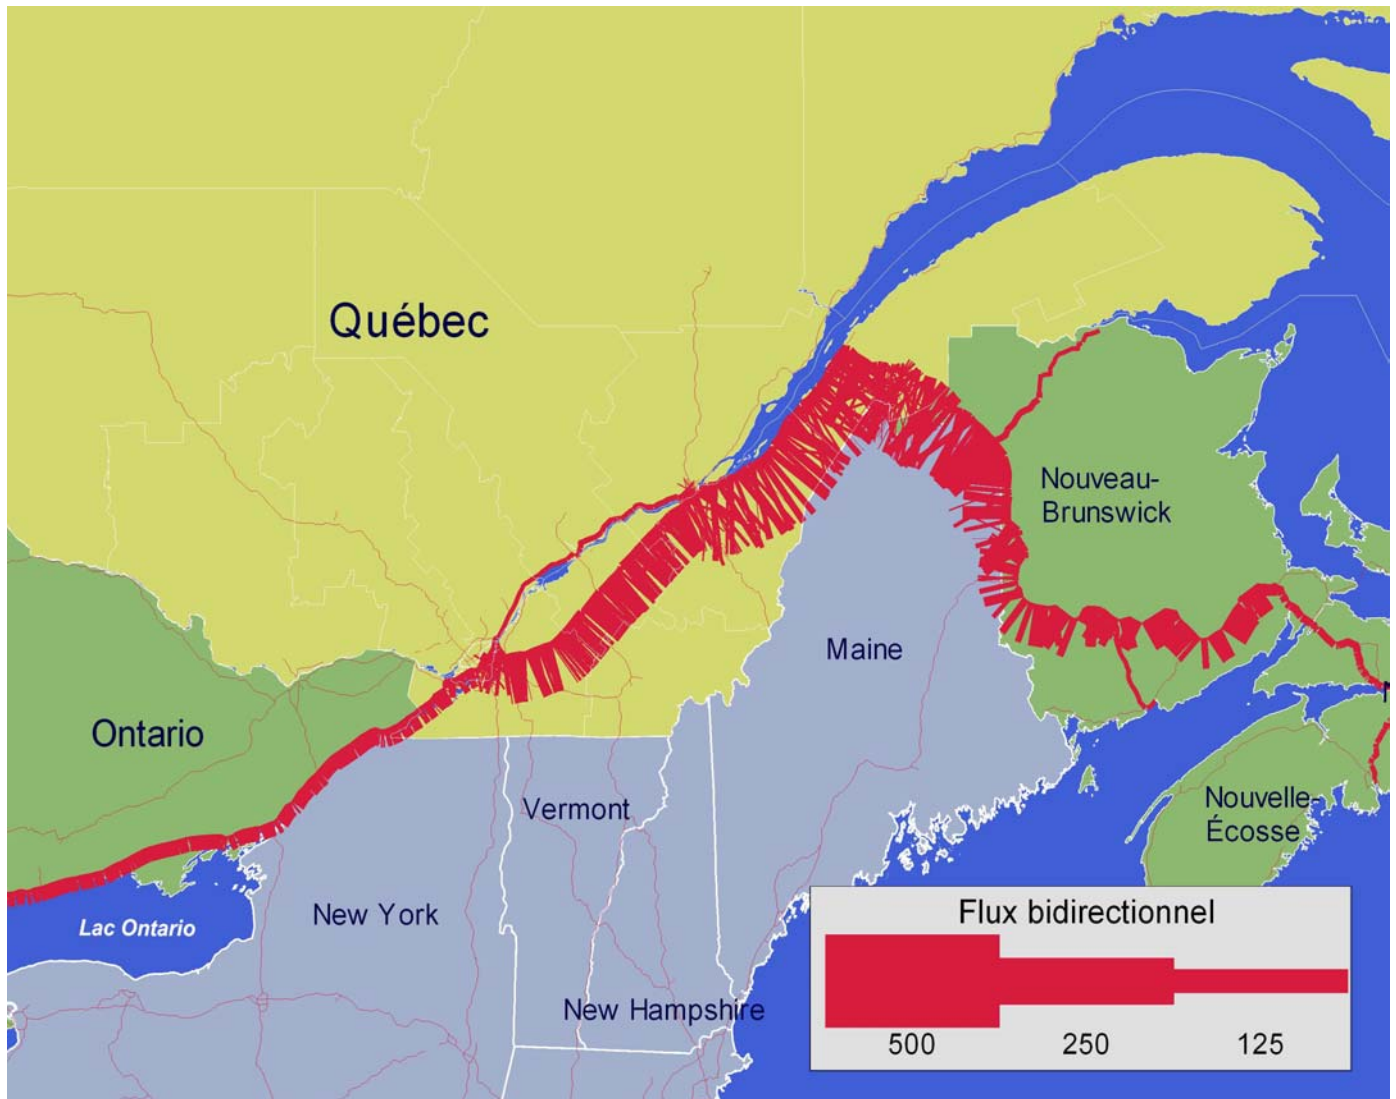 Québec
Nouveau-
Brunswick
Maine
Ontario
Vermont
Nouvelle-
Écosse
New York
Lac Ontario
New Hampshire
Flux bidirectionnel
500 250 125